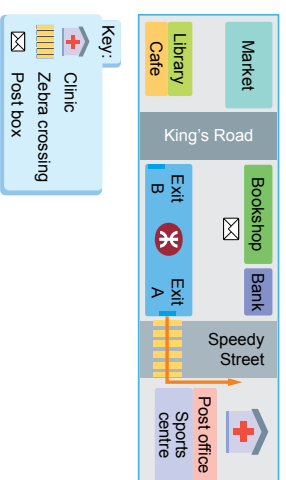 Market
Library
Cafe
King's Road
Bookshop
Bank
Exit
B
Exit
A
Speedy
Street
Post office
Sports
centre
Key:
Clinic
Zebra crossing
Post box